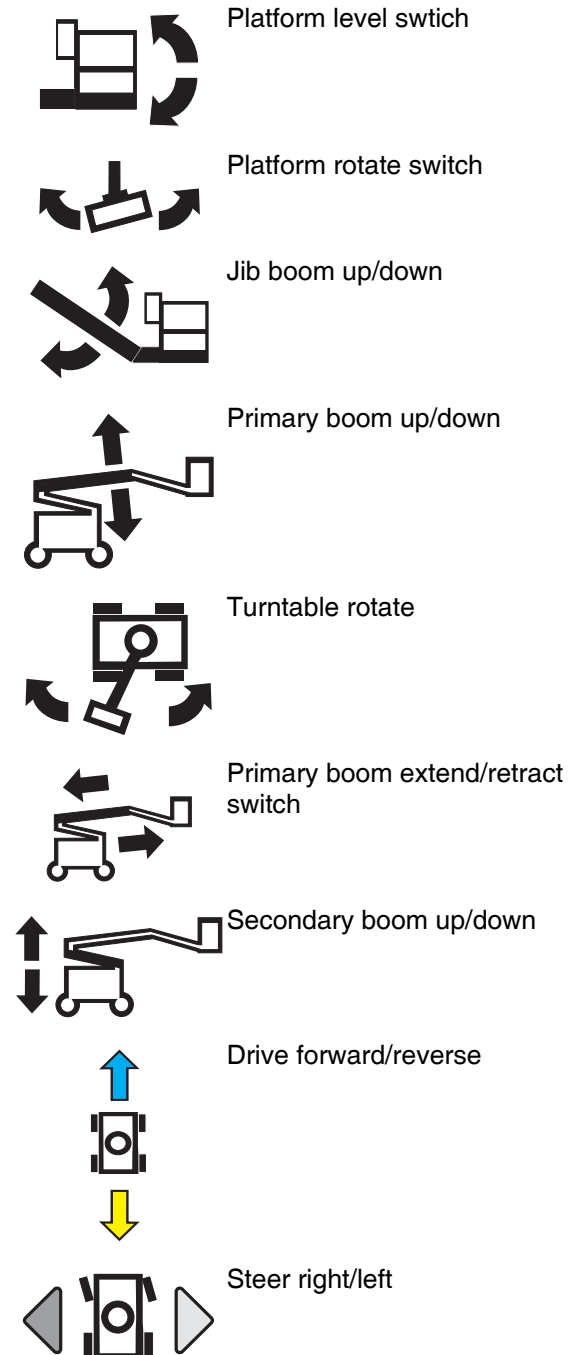 Platform level swtich
Platform rotate switch
Jib boom up/down
Primary boom up/down
Turntable rotate
Primary boom extend/retract
switch
Secondary boom up/down
Drive forward/reverse
Steer right/left